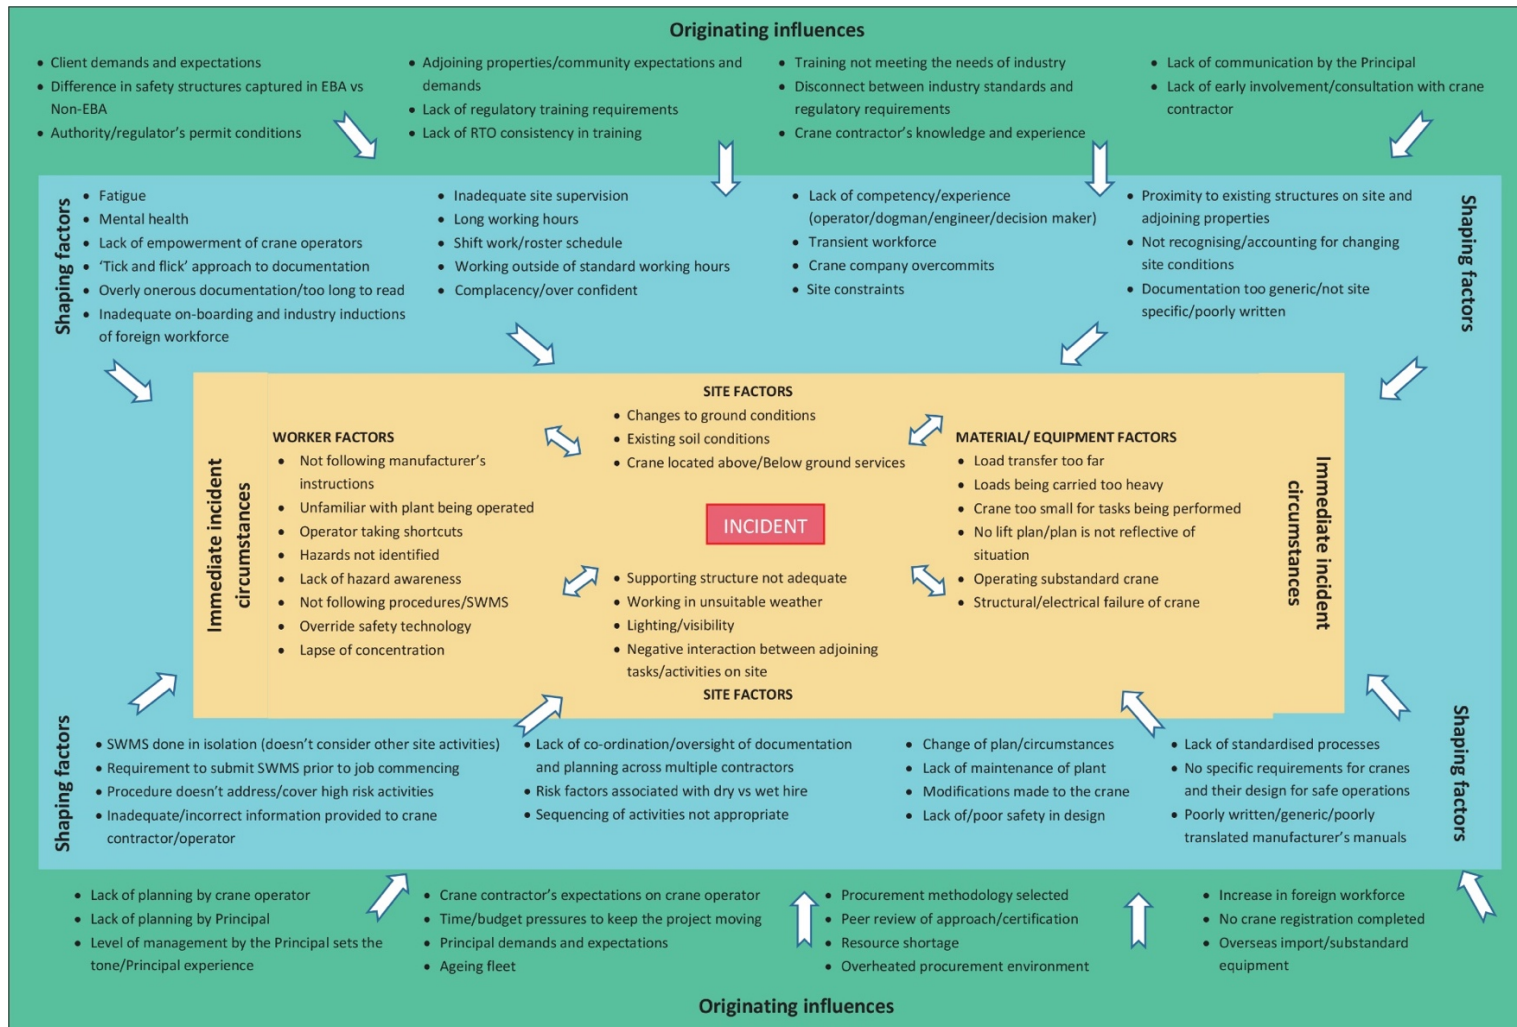 Originating influences
• Client demands and expectations
• Difference in safety structures captured in EBA vs
Non-EBA
• Authority/regulator's permit conditions
• Adjoining properties/community expectations and
demands
• Lack of regulatory training requirements
• Lack of RTO consistency in training
• Training not meeting the needs of industry
• Disconnect between industry standards and
regulatory requirements
• Crane contractor's knowledge and experience
• Lack of communication by the Principal
• Lack of early involvement/consultation with crane
contractor
Shaping factors
• Fatigue
• Mental health
• Lack of empowerment of crane operators
• ‘Tick and flick’ approach to documentation
• Overly onerous documentation/too long to read
• Inadequate on-boarding and industry inductions
of foreign workforce
• Inadequate site supervision
• Long working hours
• Shift work/roster schedule
• Working outside of standard working hours
• Complacency/over confident
• Lack of competency/experience
(operator/dogman/engineer/decision maker)
• Transient workforce
• Crane company overcommits
• Site constraints
• Proximity to existing structures on site and
adjoining properties
• Not recognising/accounting for changing
site conditions
• Documentation too generic/not site
specific/poorly written
Shaping factors
Immediate incident
circumstances
WORKER FACTORS
• Not following manufacturer's
instructions
• Unfamiliar with plant being operated
• Operator taking shortcuts
• Hazards not identified
• Lack of hazard awareness
• Not following procedures/SWMS
• Override safety technology
• Lapse of concentration
SITE FACTORS
• Changes to ground conditions
• Existing soil conditions
• Crane located above/Below ground services
INCIDENT
• Supporting structure not adequate
• Working in unsuitable weather
• Lighting/visibility
• Negative interaction between adjoining
tasks/activities on site
SITE FACTORS
MATERIAL/ EQUIPMENT FACTORS
• Load transfer too far
• Loads being carried too heavy
• Crane too small for tasks being performed
• No lift plan/plan is not reflective of
situation
• Operating substandard crane
• Structural/electrical failure of crane
Immediate incident
circumstances
Shaping factors
• SWMS done in isolation (doesn't consider other site activities)
• Requirement to submit SWMS prior to job commencing
• Procedure doesn't address/cover high risk activities
• Inadequate/incorrect information provided to crane
contractor/operator
• Lack of co-ordination/oversight of documentation
and planning across multiple contractors
• Risk factors associated with dry vs wet hire
• Sequencing of activities not appropriate
• Change of plan/circumstances
• Lack of maintenance of plant
• Modifications made to the crane
• Lack of/poor safety in design
• Lack of standardised processes
• No specific requirements for cranes
and their design for safe operations
• Poorly written/generic/poorly
translated manufacturer's manuals
Shaping factors
• Lack of planning by crane operator
• Lack of planning by Principal
• Level of management by the Principal sets the
tone/Principal experience
• Crane contractor's expectations on crane operator
• Time/budget pressures to keep the project moving
• Principal demands and expectations
• Ageing fleet
• Procurement methodology selected
• Peer review of approach/certification
• Resource shortage
• Overheated procurement environment
• Increase in foreign workforce
• No crane registration completed
• Overseas import/substandard
equipment
Originating influences